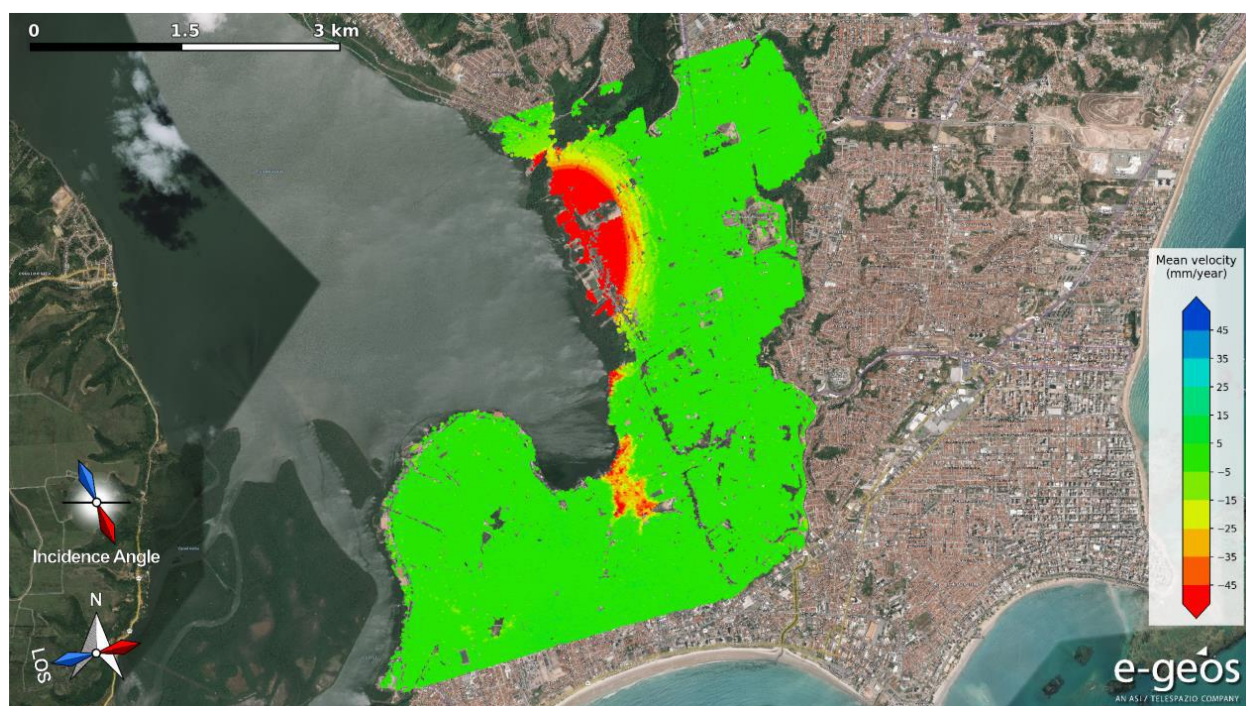 0 1.5 3 km
Mean velocity
(mm/year)
45
35
25
15
5
−5
−15
−25
−35
−45
Incidence Angle
N
LOS
e-geos
AN ASI / TELESPAZIO COMPANY